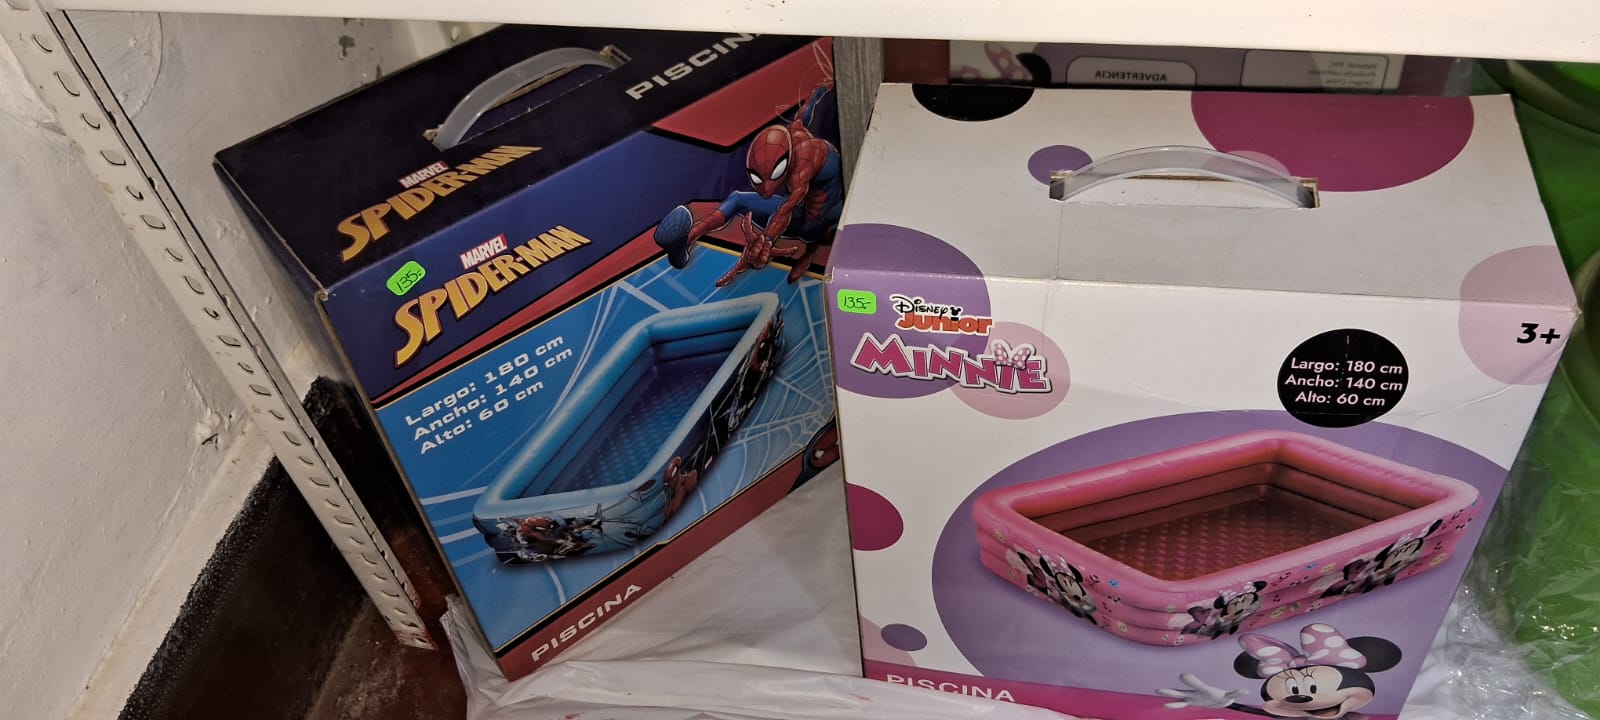 PISCINA
MARVEL
SPIDER-MAN
MARVEL
SPIDER-MAN
135.-
Largo: 180 cm
Ancho: 140 cm
Alto: 60 cm
PISCINA
ADVERTENCIA
135.-
Disney
Junior
MINNIE
3+
Largo: 180 cm
Ancho: 140 cm
Alto: 60 cm
PISCINA